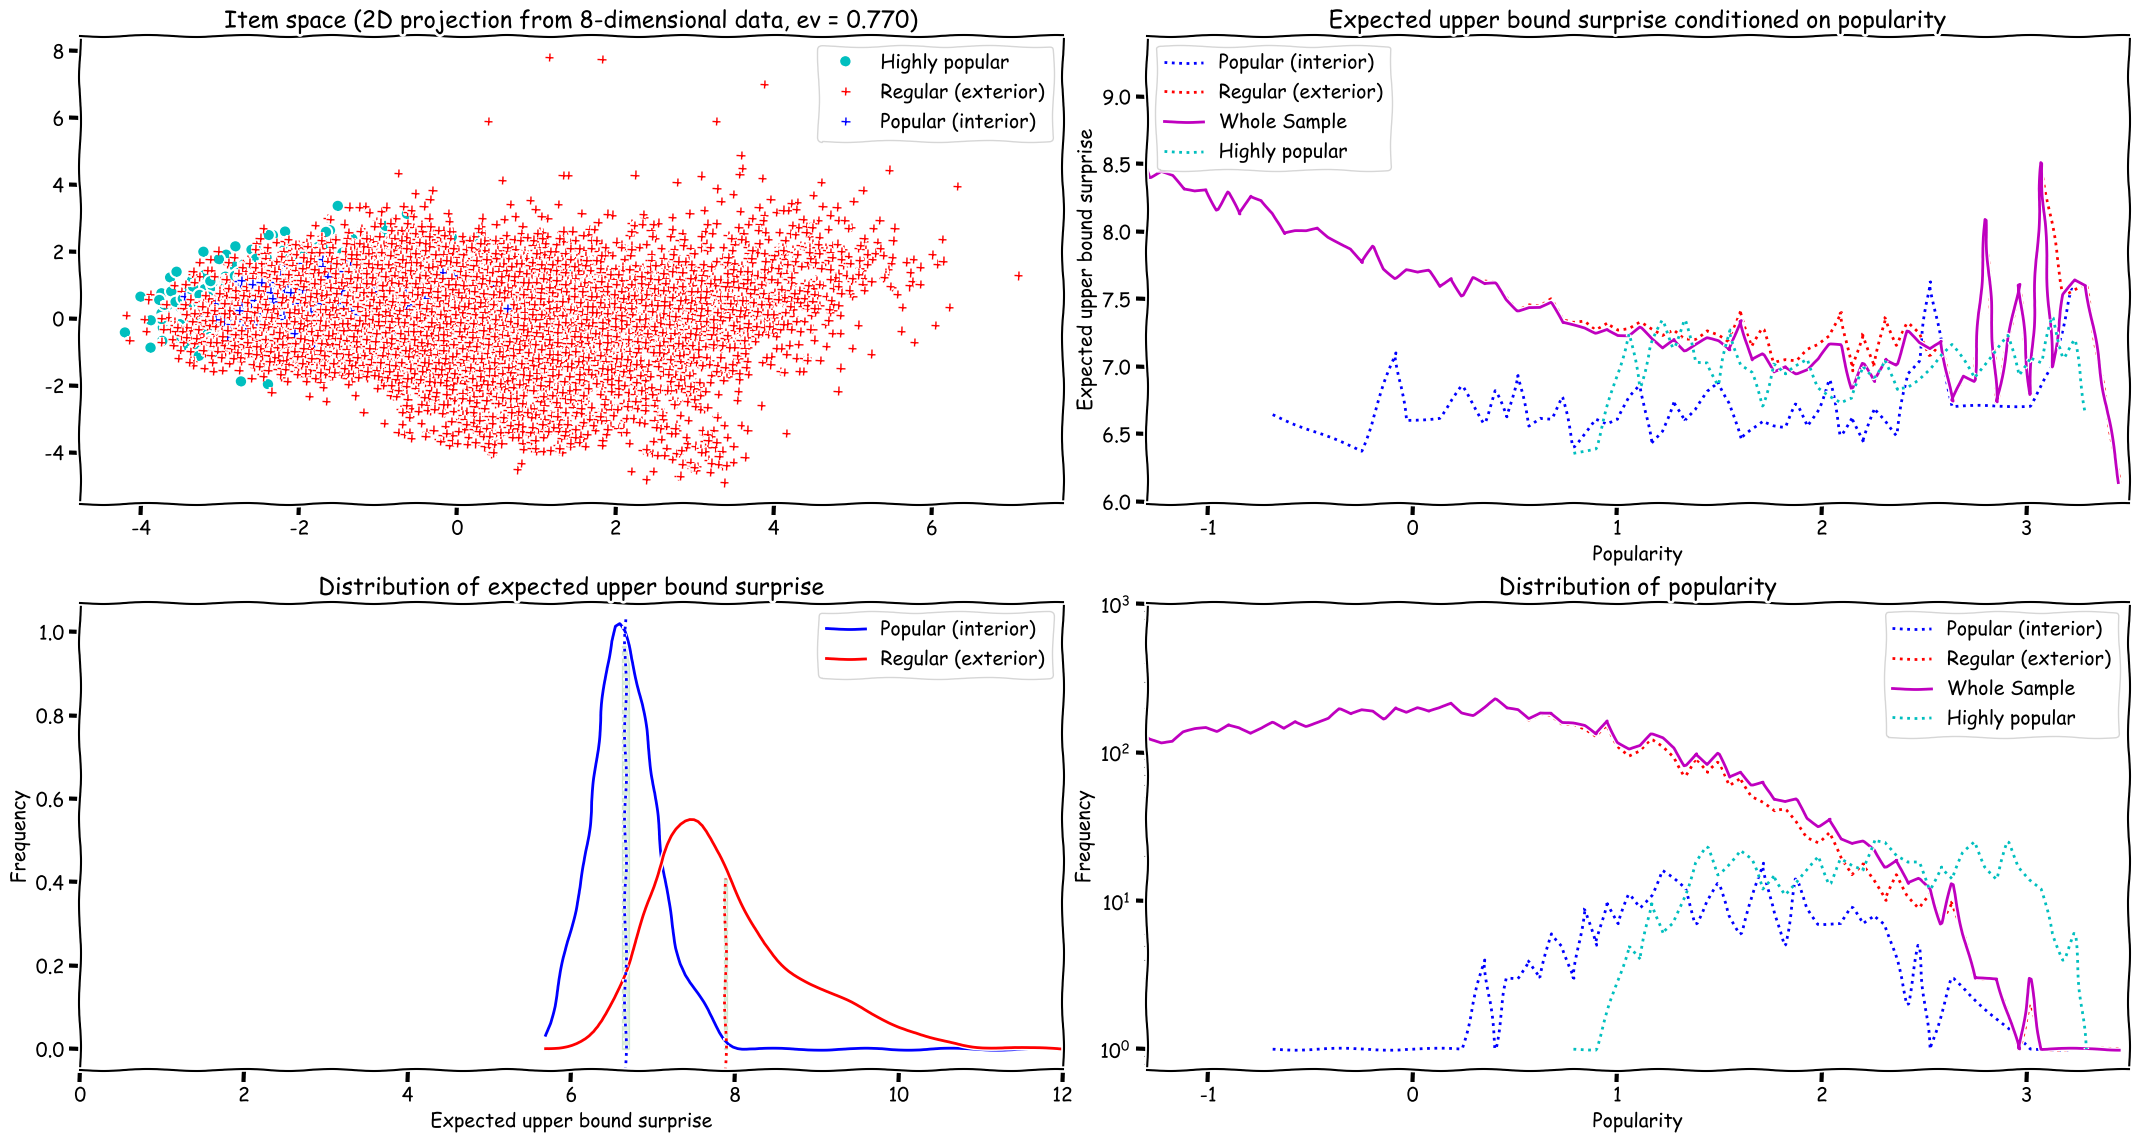 Item space (2D projection from 8-dimensional data, ev = 0.770)
8
6
4
2
0
-2
-4
-4
-2
0
2
4
6
Highly popular
Regular (exterior)
Popular (interior)
Expected upper bound surprise conditioned on popularity
Expected upper bound surprise
9.0
8.5
8.0
7.5
7.0
6.5
6.0
-1
0
1
2
3
Popularity
Popular (interior)
Regular (exterior)
Whole Sample
Highly popular
Distribution of expected upper bound surprise
Frequency
1.0
0.8
0.6
0.4
0.2
0.0
0
2
4
6
8
10
12
Expected upper bound surprise
Popular (interior)
Regular (exterior)
Distribution of popularity
Frequency
10³
10²
10¹
10⁰
-1
0
1
2
3
Popularity
Popular (interior)
Regular (exterior)
Whole Sample
Highly popular